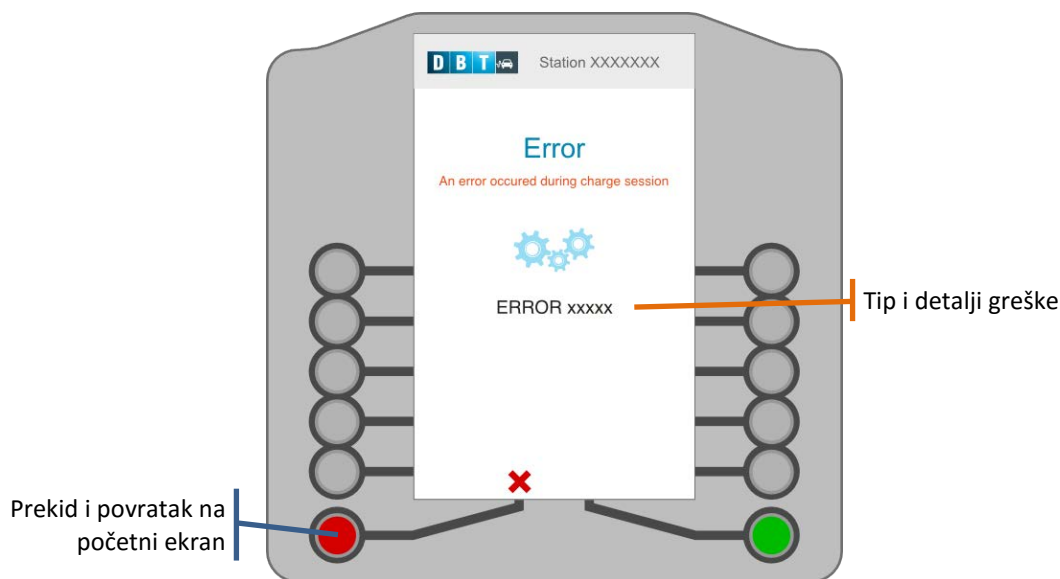 DBT Station XXXXXXX
Error
An error occured during charge session
ERROR xxxxx
Tip i detalji greške
Prekid i povratak na
početni ekran